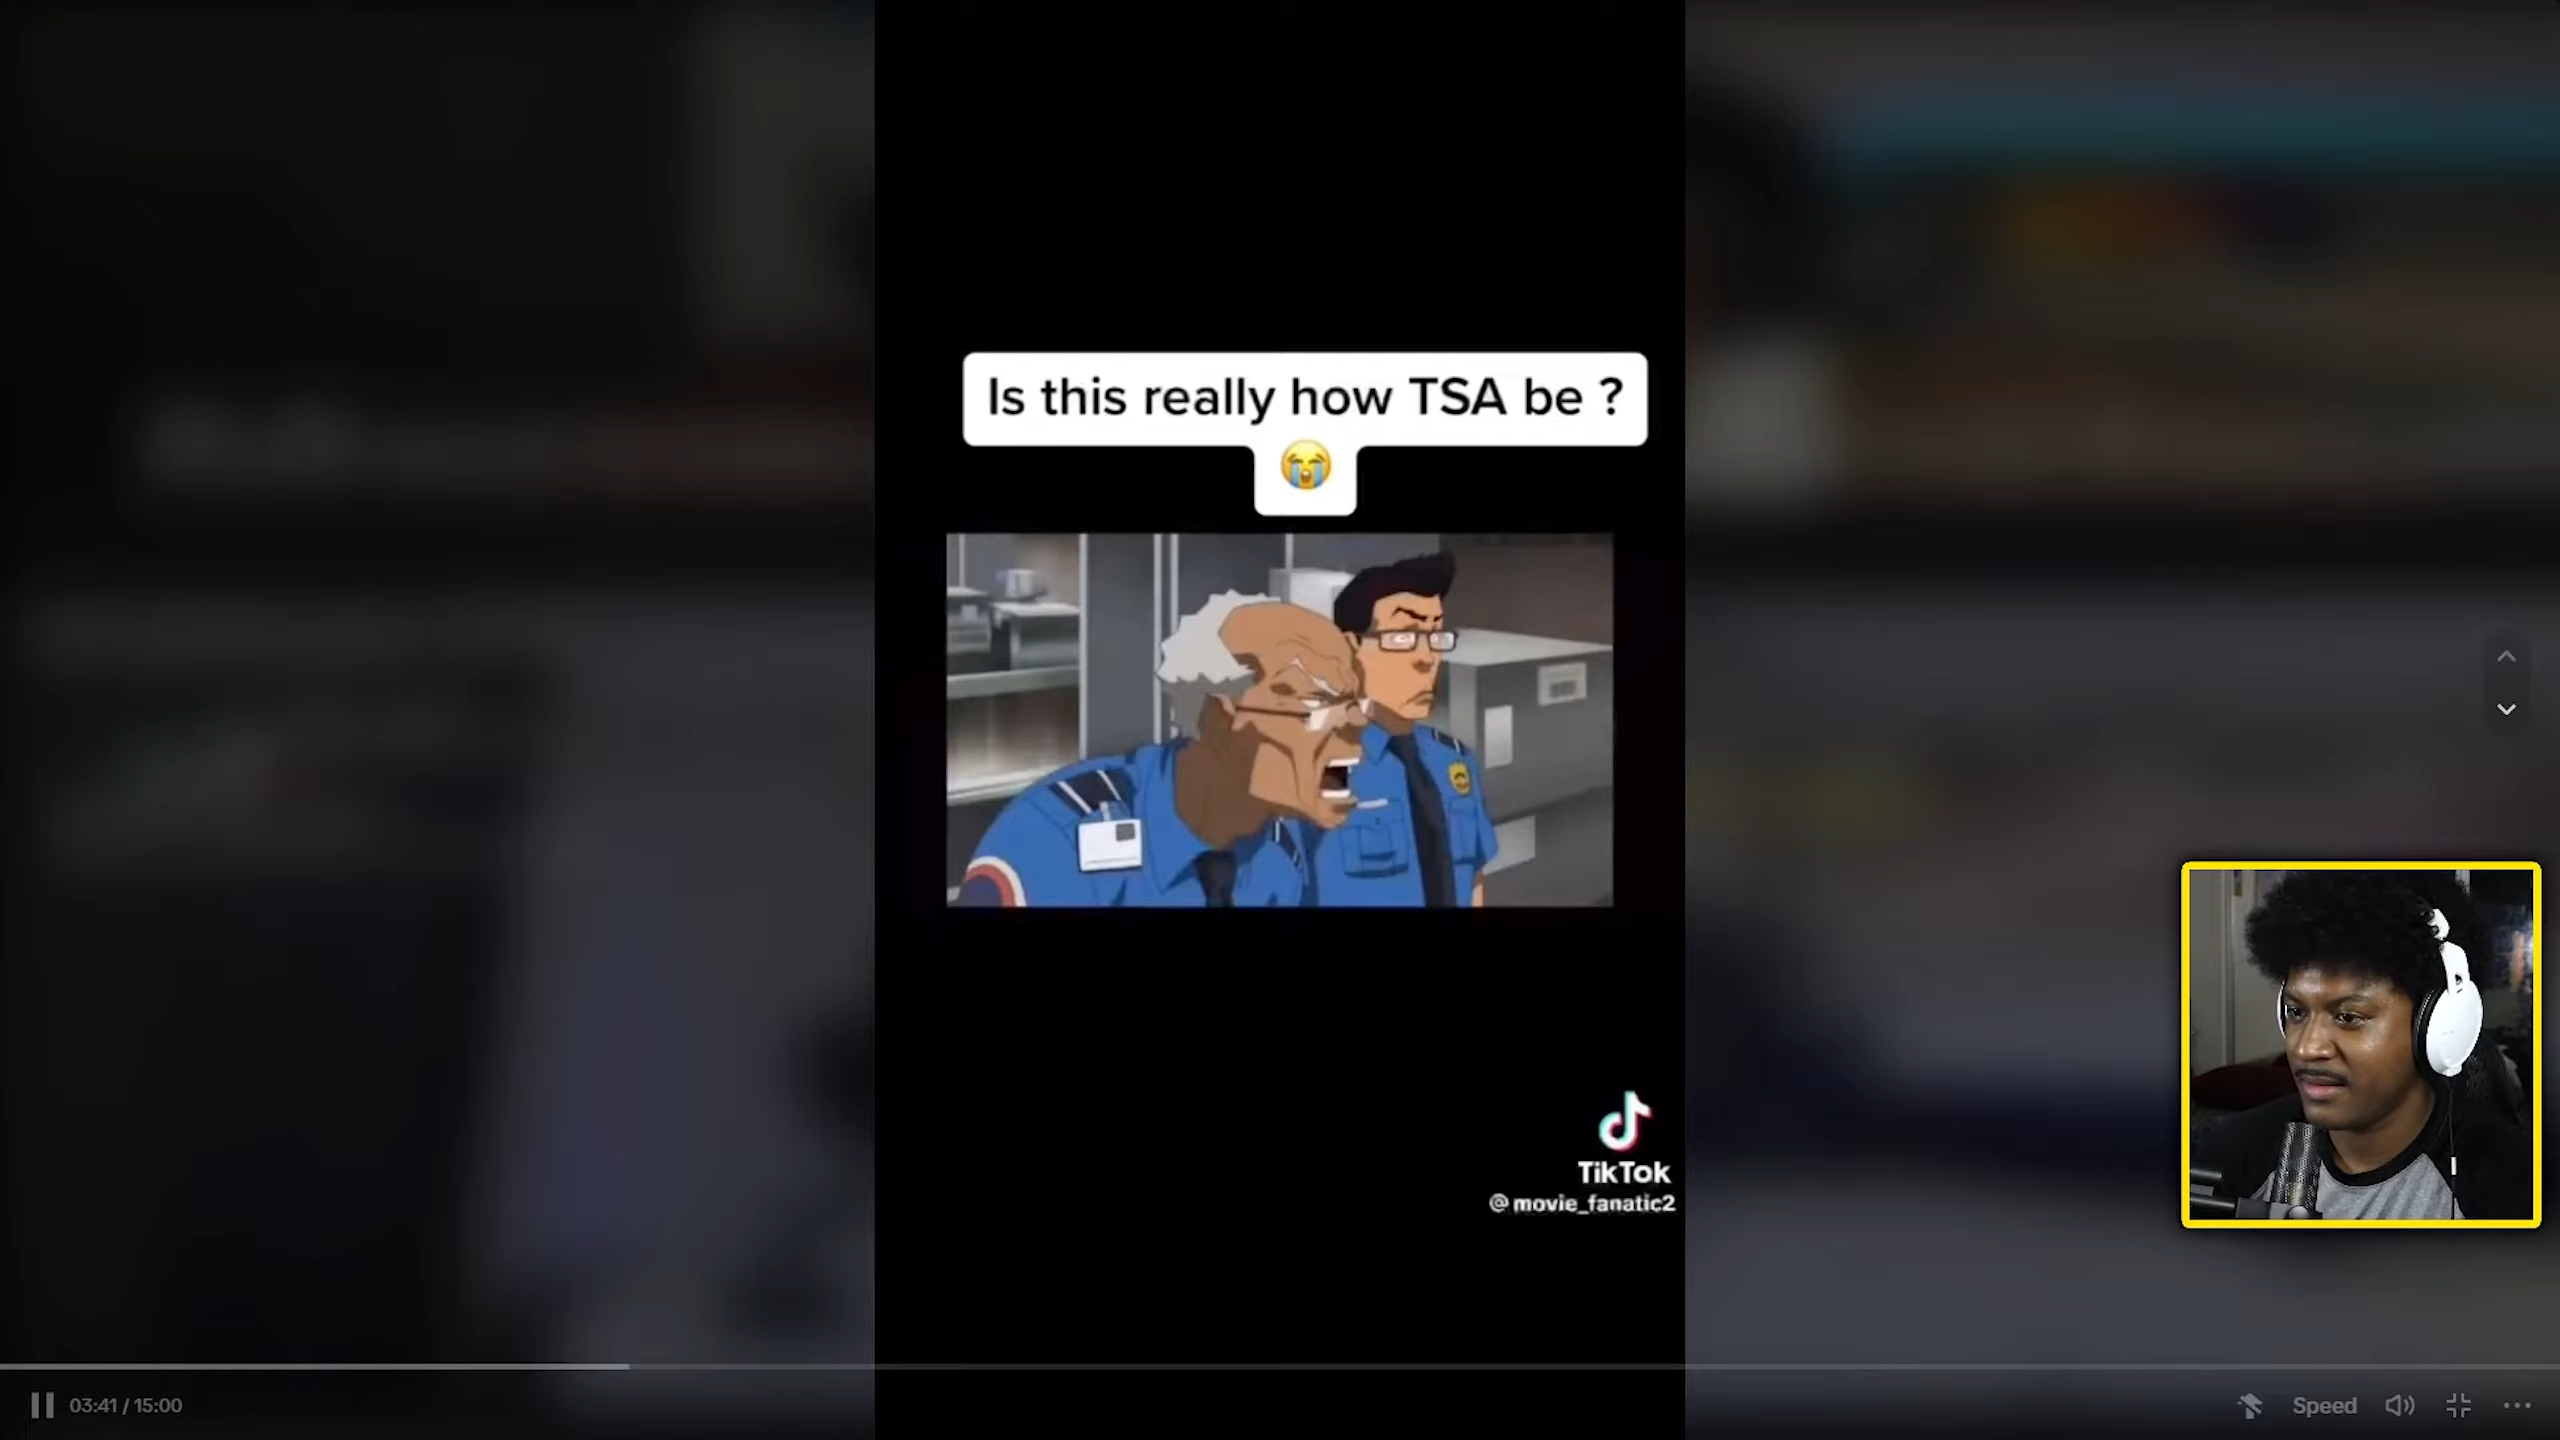 Is this really how TSA be ?
😭
TikTok
@movie_fanatic2
03:41 / 15:00
Speed